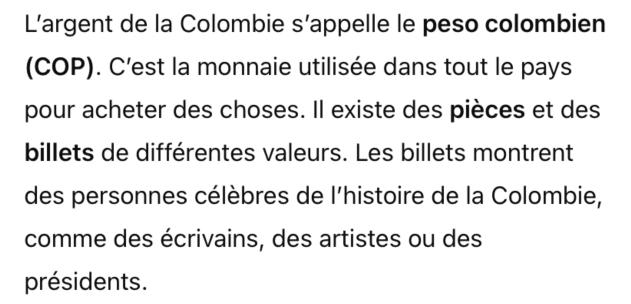 L’argent de la Colombie s’appelle le peso colombien
(COP). C’est la monnaie utilisée dans tout le pays
pour acheter des choses. Il existe des pièces et des
billets de différentes valeurs. Les billets montrent
des personnes célèbres de l’histoire de la Colombie,
comme des écrivains, des artistes ou des
présidents.